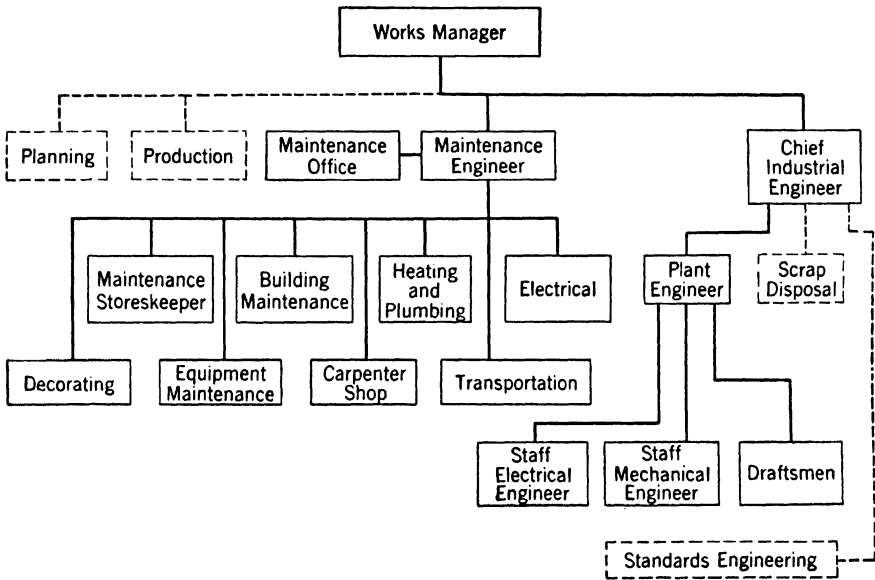 Works Manager
Planning
Production
Maintenance
Office
Maintenance
Engineer
Chief
Industrial
Engineer
Maintenance
Storeskeeper
Building
Maintenance
Heating
and
Plumbing
Electrical
Plant
Engineer
Scrap
Disposal
Decorating
Equipment
Maintenance
Carpenter
Shop
Transportation
Staff
Electrical
Engineer
Staff
Mechanical
Engineer
Draftsmen
Standards Engineering